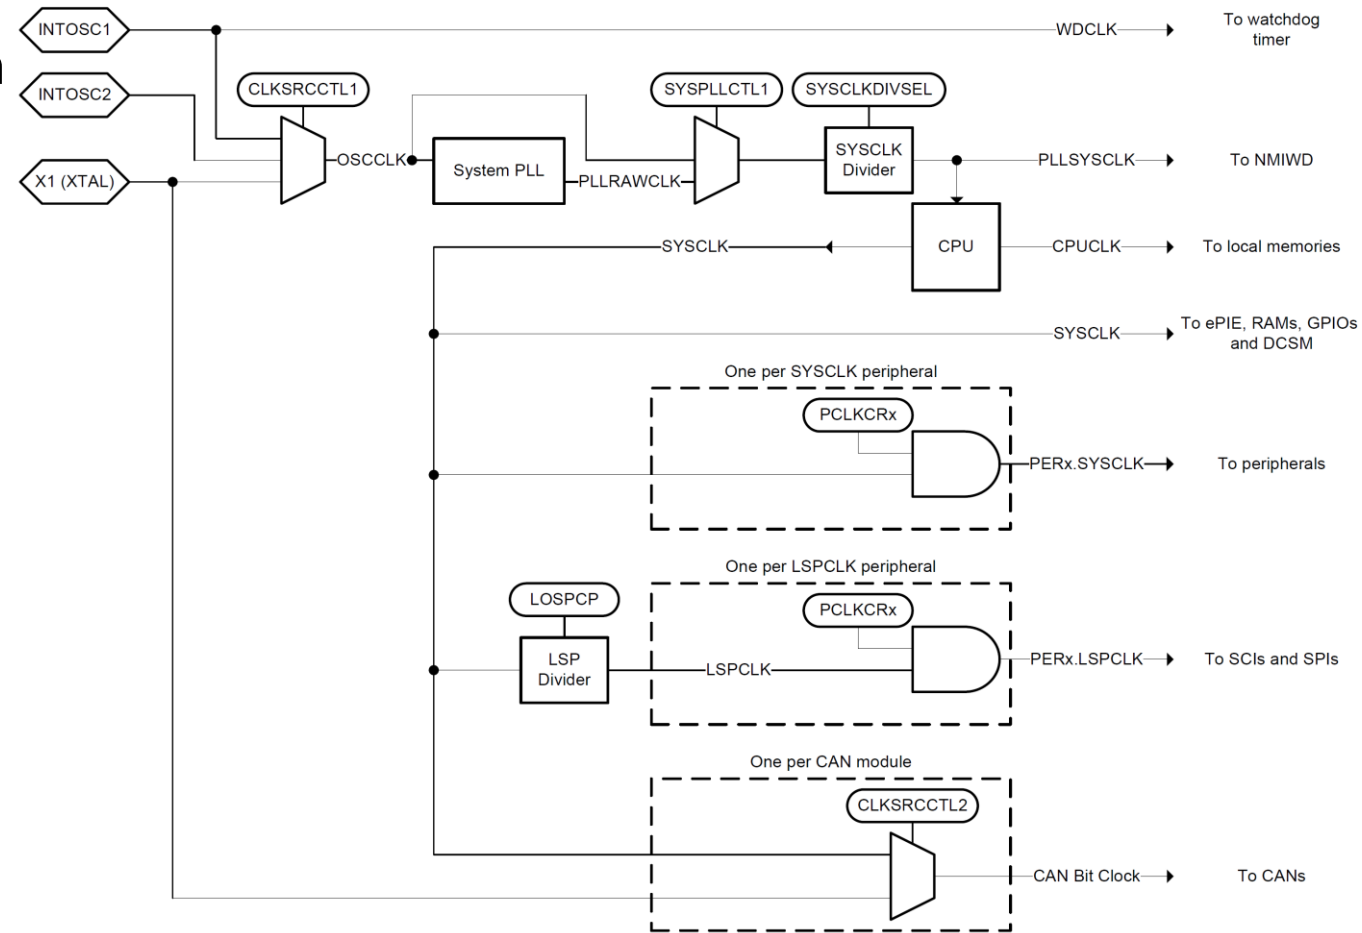 INTOSC1
WDCLK
To watchdog
timer
n
INTOSC2
CLKSRCCTL1
SYSPLLCTL1
SYSCLKDIVSEL
X1 (XTAL)
OSCCLK
System PLL
PLLRAWCLK
SYSCLK
Divider
PLLSYSCLK
To NMIWD
SYSCLK
CPU
CPUCLK
To local memories
SYSCLK
To ePIE, RAMs, GPIOs
and DCSM
One per SYSCLK peripheral
PCLKCRx
PERx.SYSCLK
To peripherals
One per LSPCLK peripheral
LOSPCP
PCLKCRx
LSP
Divider
LSPCLK
PERx.LSPCLK
To SCIs and SPIs
One per CAN module
CLKSRCCTL2
CAN Bit Clock
To CANs